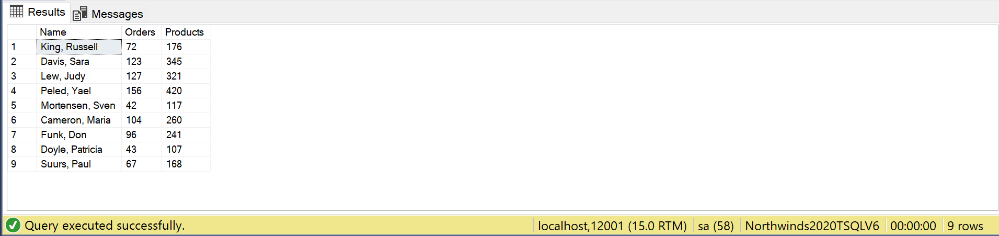 Results Messages
Name Orders Products
1 King, Russell 72 176
2 Davis, Sara 123 345
3 Lew, Judy 127 321
4 Peled, Yael 156 420
5 Mortensen, Sven 42 117
6 Cameron, Maria 104 260
7 Funk, Don 96 241
8 Doyle, Patricia 43 107
9 Suurs, Paul 67 168
Query executed successfully. localhost,12001 (15.0 RTM) sa (58) Northwinds2020TSQLV6 00:00:00 9 rows